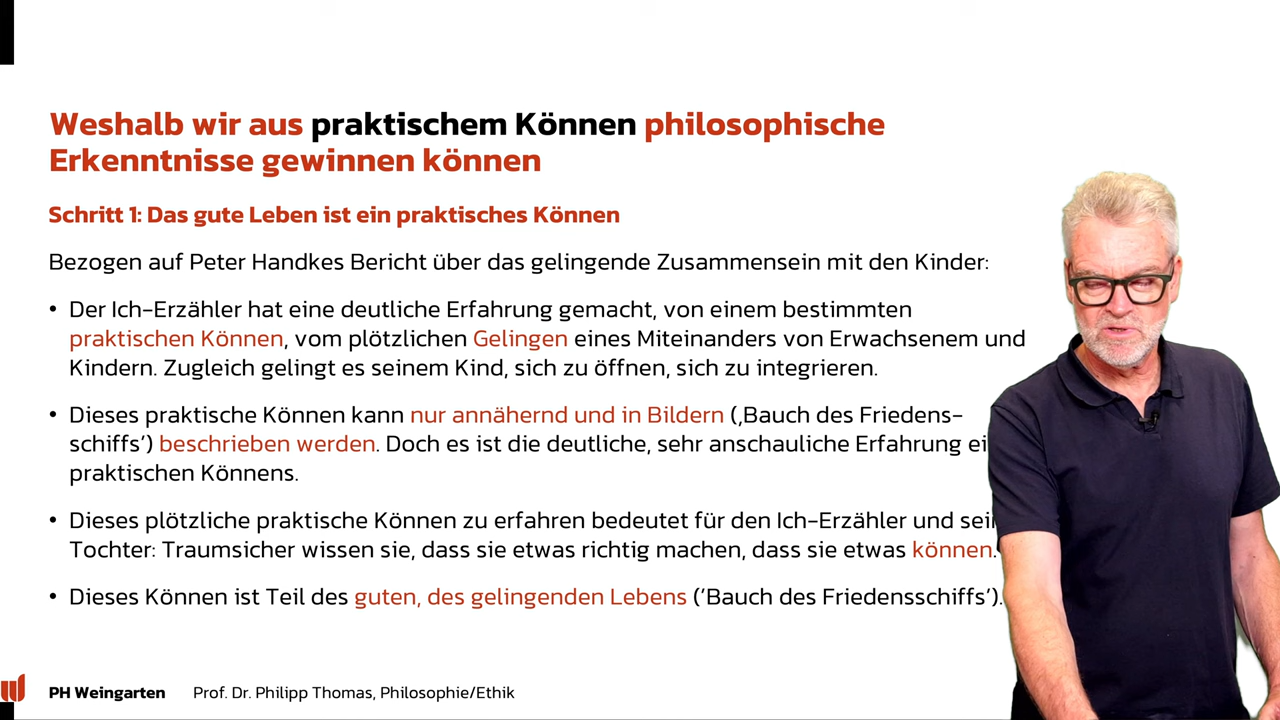 Weshalb wir aus praktischem Können philosophische
Erkenntnisse gewinnen können
Schritt 1: Das gute Leben ist ein praktisches Können
Bezogen auf Peter Handkes Bericht über das gelingende Zusammensein mit den Kinder:
• Der Ich-Erzähler hat eine deutliche Erfahrung gemacht, von einem bestimmten
praktischen Können, vom plötzlichen Gelingen eines Miteinanders von Erwachsenem und
Kindern. Zugleich gelingt es seinem Kind, sich zu öffnen, sich zu integrieren.
• Dieses praktische Können kann nur annähernd und in Bildern (‚Bauch des Friedens-
schiffs’) beschrieben werden. Doch es ist die deutliche, sehr anschauliche Erfahrung
praktischen Könnens.
• Dieses plötzliche praktische Können zu erfahren bedeutet für den Ich-Erzähler und
Tochter: Traumsicher wissen sie, dass sie etwas richtig machen, dass sie etwas können.
• Dieses Können ist Teil des guten, des gelingenden Lebens (‘Bauch des Friedensschiffs’).
PH Weingarten Prof. Dr. Philipp Thomas, Philosophie/Ethik